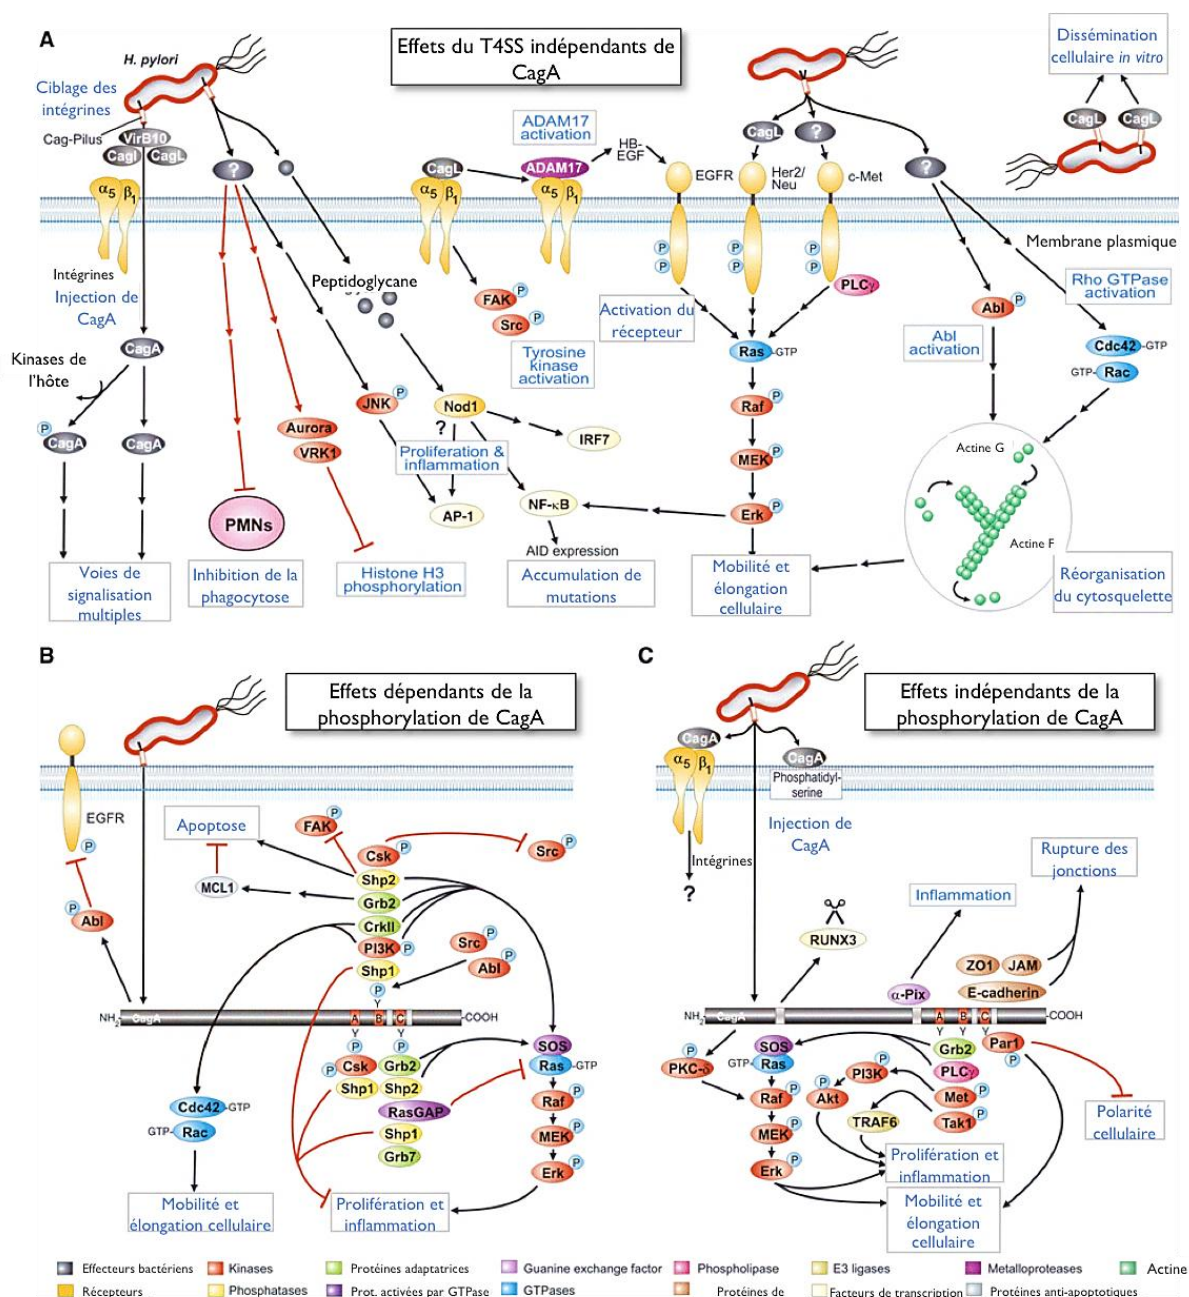 A
Effets du T4SS indépendants de
CagA
H. pylori
Ciblage des
intégrines
Cag-Pilus
VirB10
CagI
CagL
α5 β1
?
Intégrines
Injection de
CagA
CagA
Kinases de
l'hôte
P
CagA
CagA
Voies de
signalisation
multiples
PMNs
Inhibition de la
phagocytose
Aurora
VRK1
Histone H3
phosphorylation
Peptidoglycane
JNK
P
Nod1
?
IRF7
Proliferation &
inflammation
AP-1
NF-κB
AID expression
Accumulation de
mutations
CagL
α5 β1
FAK
P
Src
P
Tyrosine
kinase
activation
ADAM17
activation
ADAM17
α5 β1
HB-
EGF
CagL
?
EGFR
Her2/
Neu
c-Met
P
P
P
P
P
P
PLCγ
Activation du
récepteur
Ras
-GTP
Raf
P
MEK
P
Erk
P
Mobilité et
élongation
cellulaire
Dissémination
cellulaire in vitro
CagL
CagL
?
Membrane plasmique
Abl
P
Abl
activation
Rho GTPase
activation
Cdc42
-GTP
GTP-
Rac
Actine G
Actine F
Réorganisation
du cytosquelette
B
Effets dépendants de la
phosphorylation de CagA
EGFR
P
P
Abl
Apoptose
MCL1
FAK
P
Csk
P
Src
P
Shp2
Grb2
CrkII
PI3K
P
Shp1
Src
P
Abl
P
P
Y
NH2
CagA
A
B
C
COOH
Y
Y
P
P
P
Csk
Grb2
Shp1
Shp2
RasGAP
Shp1
Grb7
SOS
Ras
-GTP
Raf
P
MEK
P
Erk
P
Cdc42
-GTP
GTP-
Rac
Mobilité et
élongation cellulaire
Prolifération et
inflammation
C
Effets indépendants de la
phosphorylation de CagA
CagA
α5 β1
CagA
Phosphatidyl-
serine
Intégrines
?
Injection de
CagA
Rupture des
jonctions
Inflammation
RUNX3
ZO1
JAM
α-Pix
E-cadherin
NH2
CagA
A
B
C
COOH
Y
Y
Y
P
PKC-δ
SOS
GTP-
Ras
Grb2
Par1
P
PLCγ
PI3K
P
Akt
P
Met
P
TRAF6
Tak1
P
Raf
P
MEK
P
Erk
P
Polarité
cellulaire
Prolifération et
inflammation
Mobilité et
élongation
cellulaire
Effecteurs bactériens
Kinases
Protéines adaptatrices
Guanine exchange factor
Phospholipase
E3 ligases
Metalloproteases
Actine
Récepteurs
Phosphatases
Prot. activées par GTPase
GTPases
Protéines de
Facteurs de transcription
Protéines anti-apoptotiques